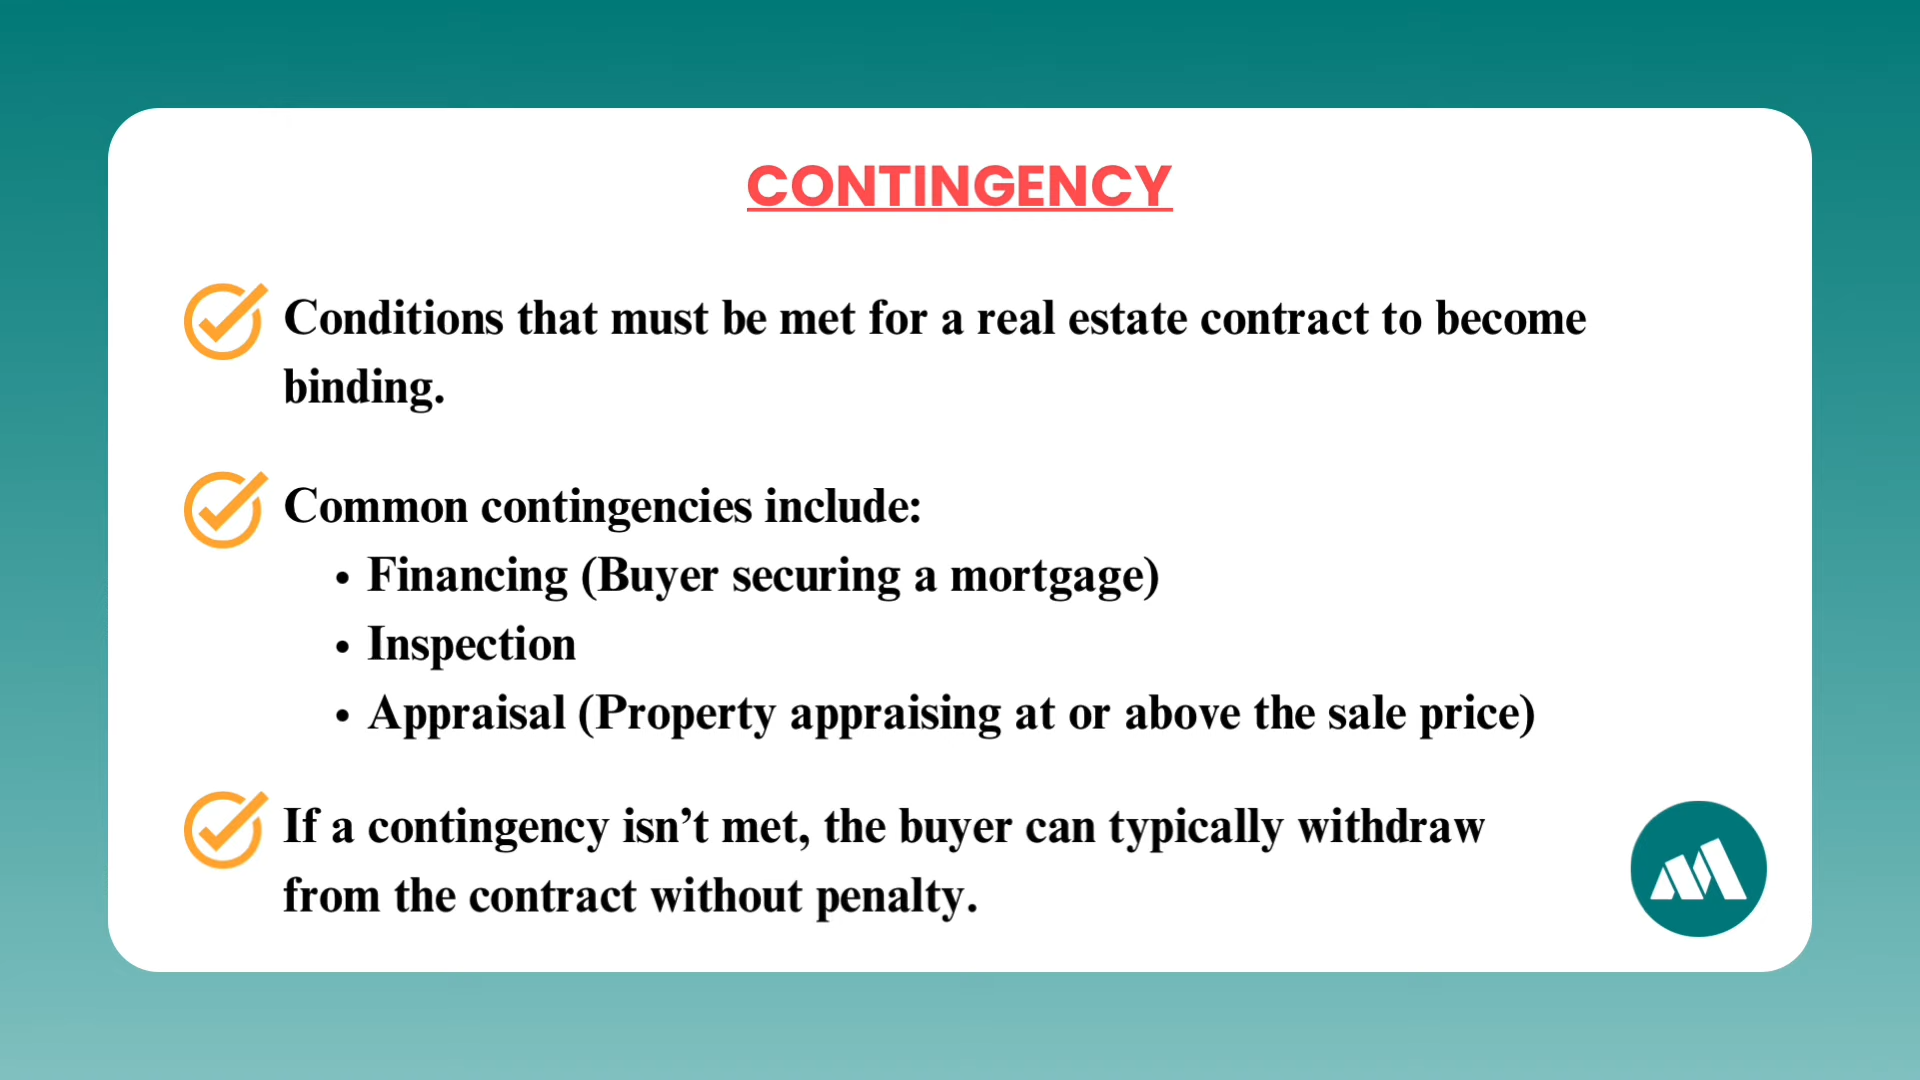 CONTINGENCY
Conditions that must be met for a real estate contract to become
binding.
Common contingencies include:
• Financing (Buyer securing a mortgage)
• Inspection
• Appraisal (Property appraising at or above the sale price)
If a contingency isn’t met, the buyer can typically withdraw
from the contract without penalty.